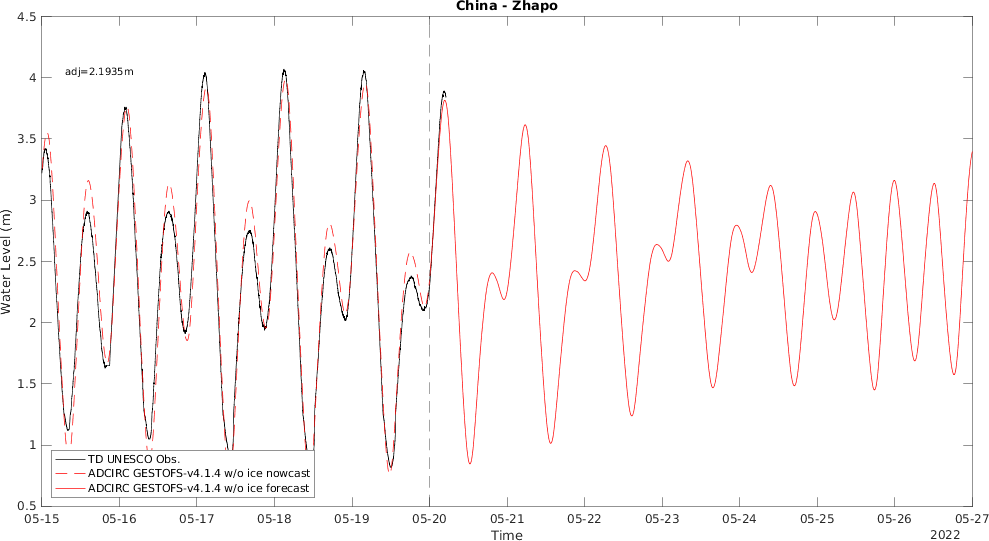 China - Zhapo
adj=2.1935m
Water Level (m)
4.5
4
3.5
3
2.5
2
1.5
1
0.5
TD UNESCO Obs.
ADCIRC GESTOFS-v4.1.4 w/o ice nowcast
ADCIRC GESTOFS-v4.1.4 w/o ice forecast
05-15 05-16 05-17 05-18 05-19 05-20 05-21 05-22 05-23 05-24 05-25 05-26 05-27
Time
2022